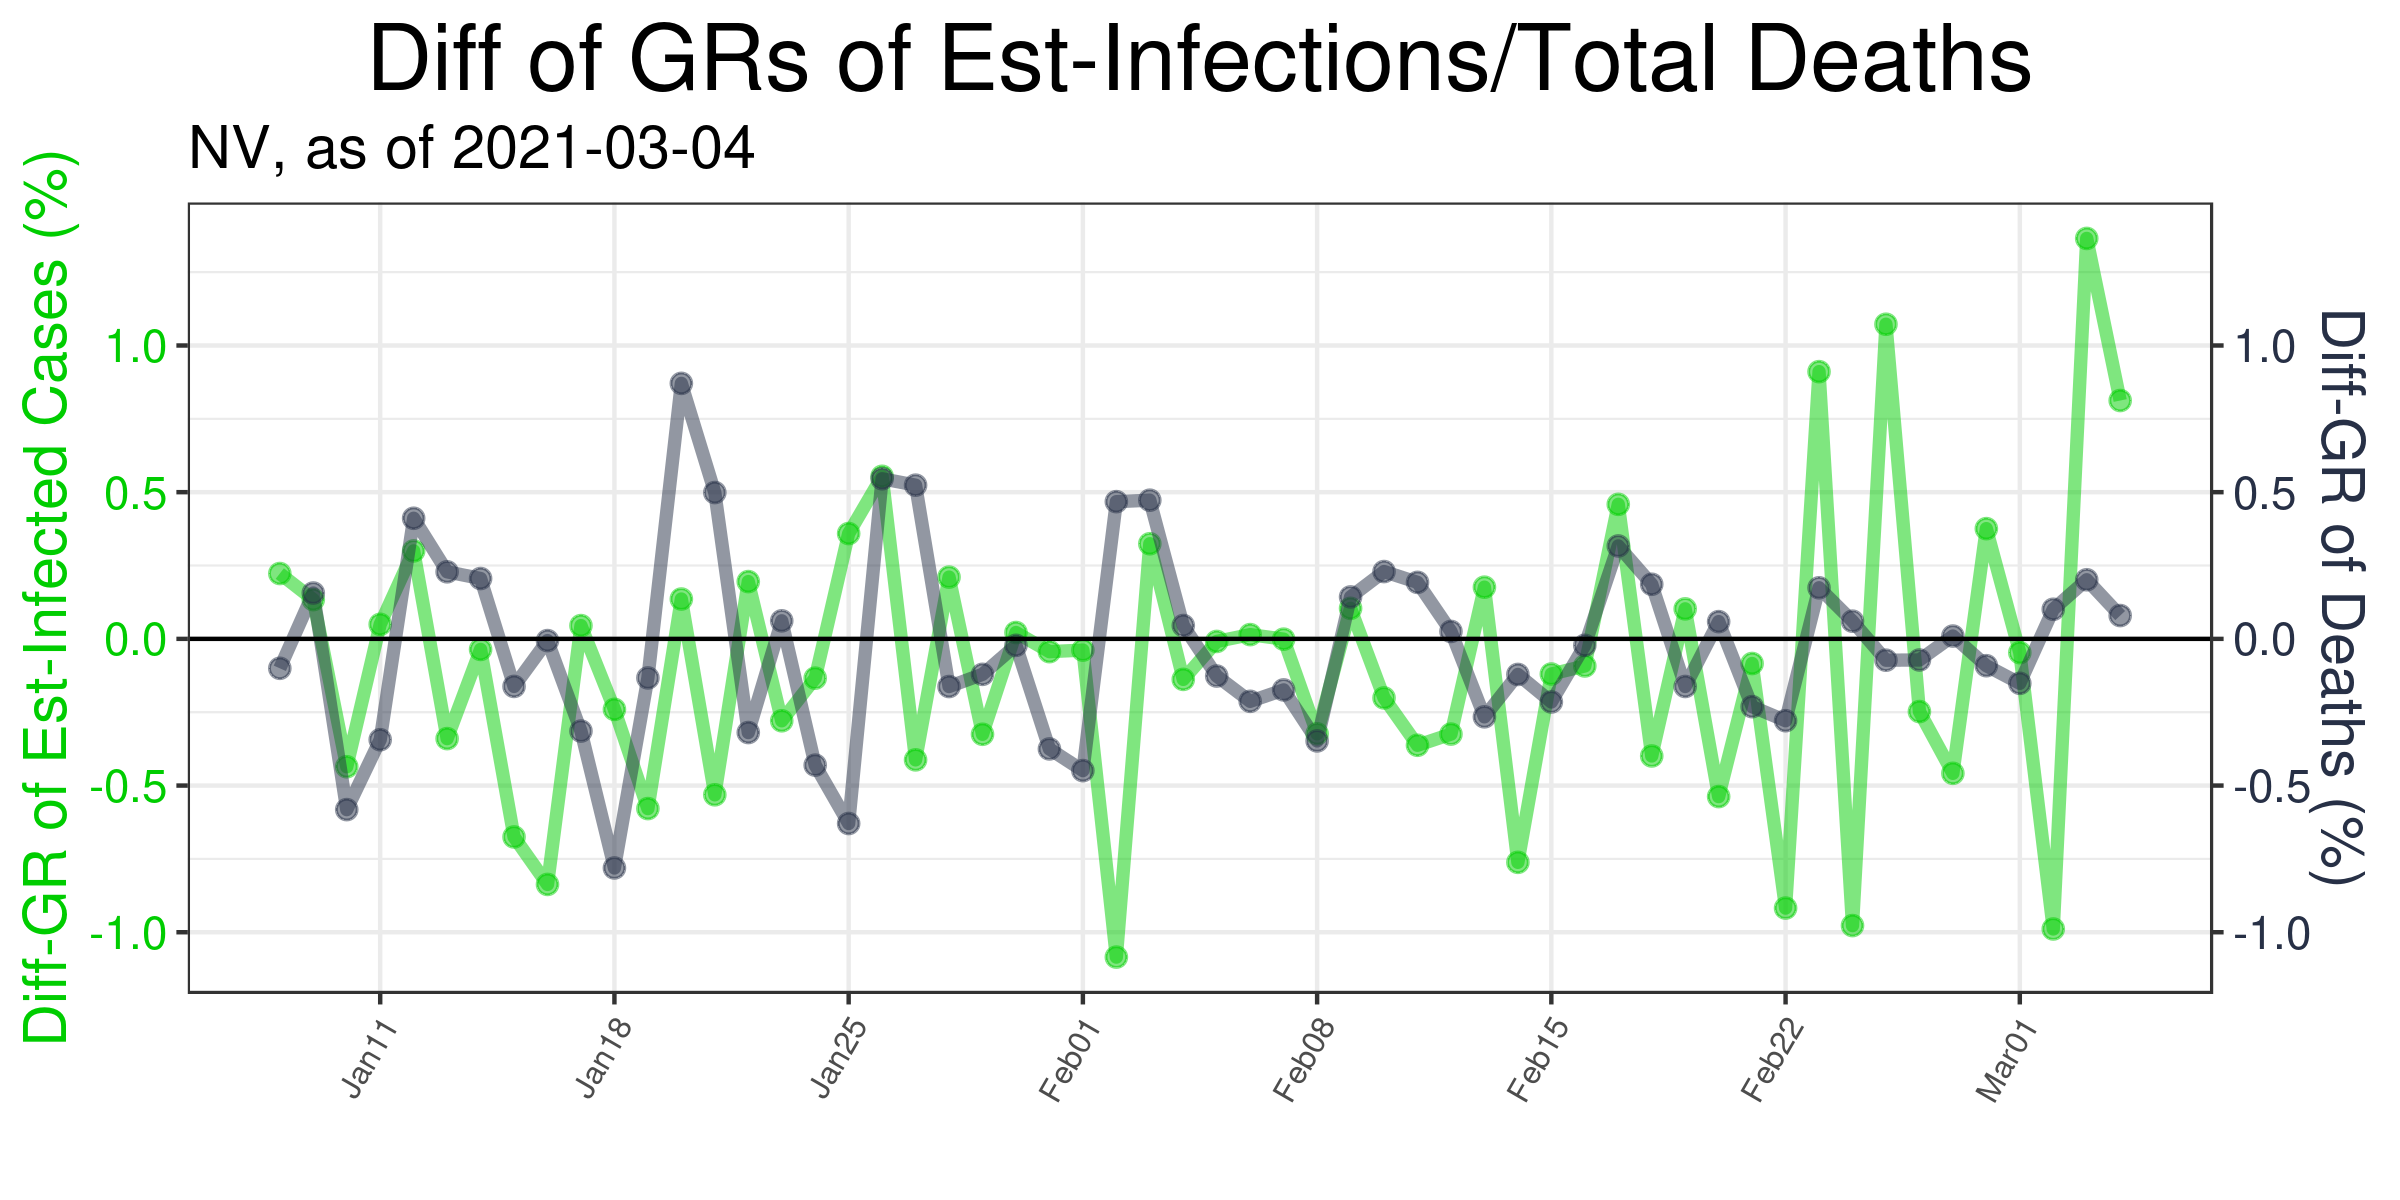 Diff of GRs of Est-Infections/Total Deaths
NV, as of 2021-03-04
Diff-GR of Est-Infected Cases (%)
1.0
0.5
0.0
-0.5
-1.0
1.0
0.5
0.0
-0.5
-1.0
Diff-GR of Deaths (%)
Jan11
Jan18
Jan25
Feb01
Feb08
Feb15
Feb22
Mar01